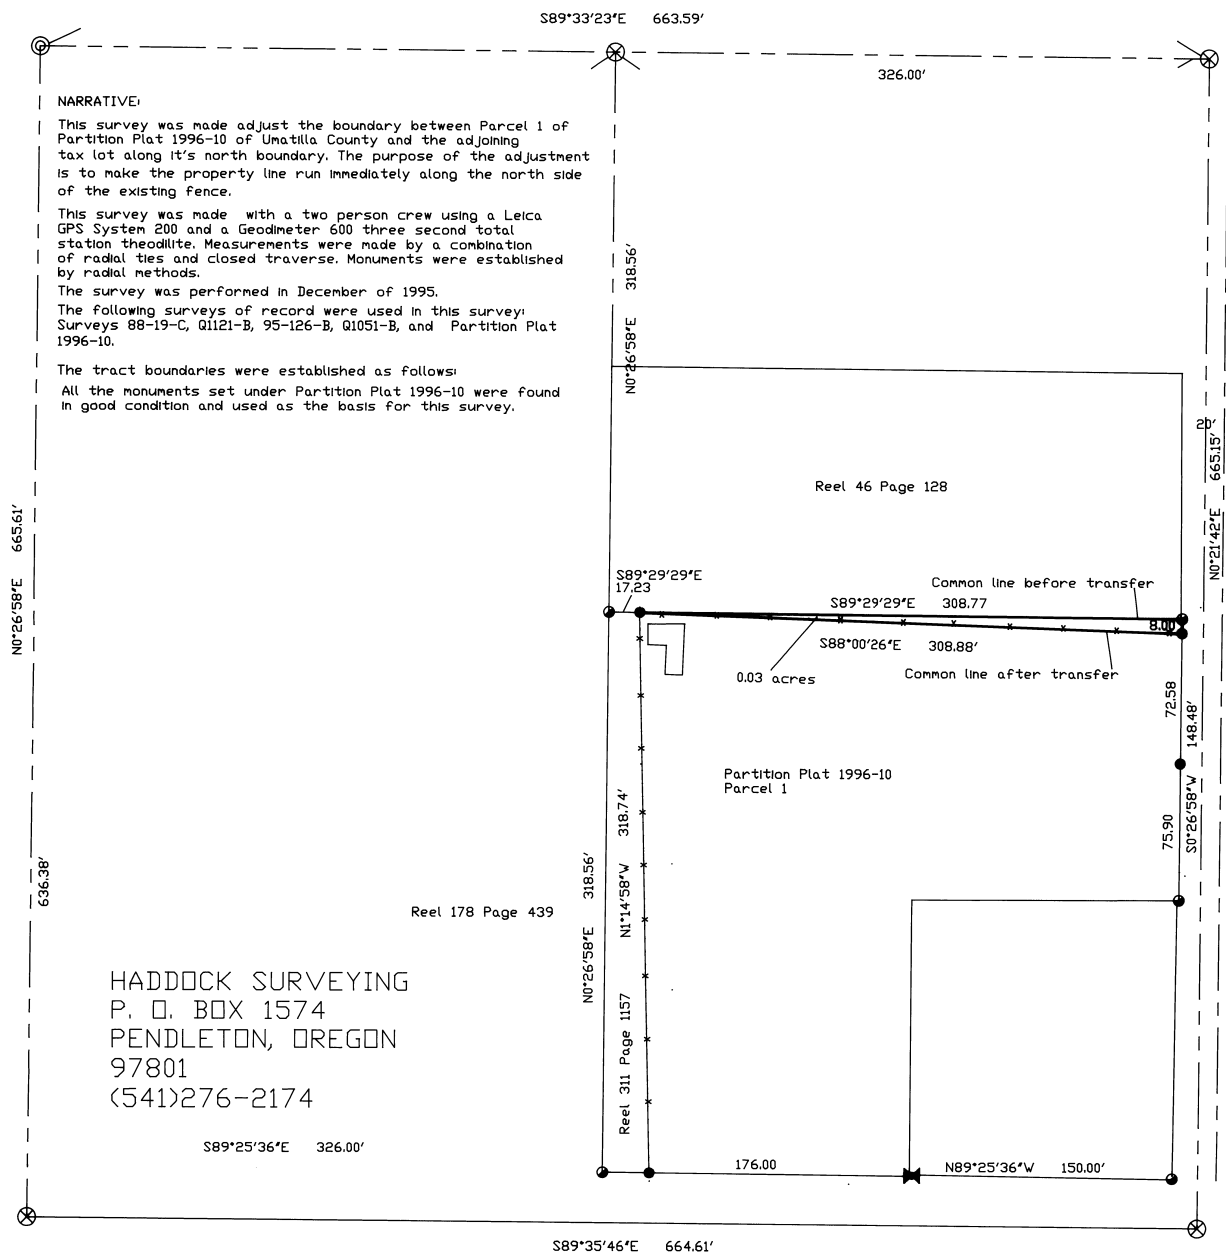 S89°33'23"E 663.59'
326.00'
NARRATIVE:
This survey was made adjust the boundary between Parcel 1 of
Partition Plat 1996-10 of Umatilla County and the adjoining
tax lot along it's north boundary. The purpose of the adjustment
is to make the property line run immediately along the north side
of the existing fence.
This survey was made with a two person crew using a Leica
GPS System 200 and a Geodimeter 600 three second total
station theodilite. Measurements were made by a combination
of radial ties and closed traverse. Monuments were established
by radial methods.
The survey was performed in December of 1995.
The following surveys of record were used in this survey:
Surveys 88-19-C, Q1121-B, 95-126-B, Q1051-B, and Partition Plat
1996-10.
The tract boundaries were established as follows:
All the monuments set under Partition Plat 1996-10 were found
in good condition and used as the basis for this survey.
N0°26'58"E 318.56'
20'
N0°21'42"E 665.15'
Reel 46 Page 128
N0°26'58"E 665.61'
S89°29'29"E
17.23
Common line before transfer
S89°29'29"E 308.77
8.00
S88°00'26"E 308.88'
0.03 acres
Common line after transfer
72.58
148.48'
S0°26'58"W
75.90
Partition Plat 1996-10
Parcel 1
N1°14'58"W 318.74'
636.38'
N0°26'58"E 318.56'
Reel 178 Page 439
Reel 311 Page 1157
HADDOCK SURVEYING
P. O. BOX 1574
PENDLETON, OREGON
97801
(541)276-2174
S89°25'36"E 326.00'
176.00
N89°25'36"W 150.00'
S89°35'46"E 664.61'